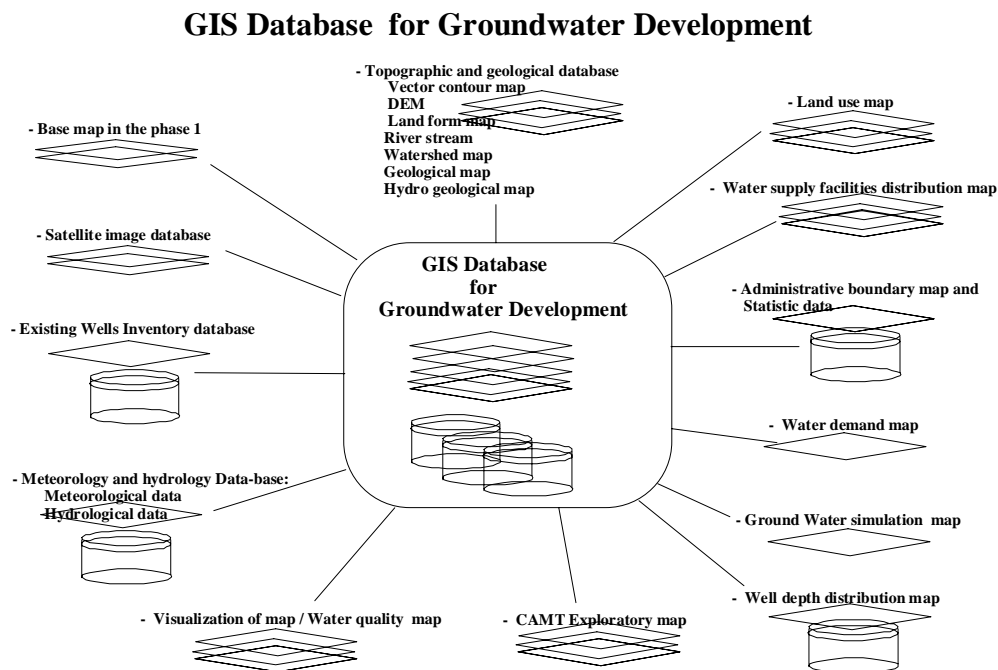 GIS Database for Groundwater Development
- Topographic and geological database
Vector contour map
DEM
Land form map
River stream
Watershed map
Geological map
Hydro geological map
- Land use map
- Base map in the phase 1
- Water supply facilities distribution map
- Satellite image database
GIS Database
for
Groundwater Development
- Administrative boundary map and
Statistic data
- Existing Wells Inventory database
- Water demand map
- Meteorology and hydrology Data-base:
Meteorological data
Hydrological data
- Ground Water simulation map
- Well depth distribution map
- Visualization of map / Water quality map
- CAMT Exploratory map